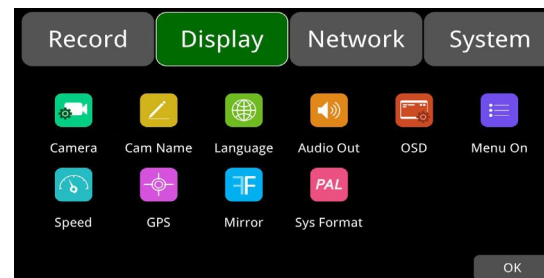 Record Display Network System
Camera Cam Name Language Audio Out OSD Menu On
PAL
Speed GPS Mirror Sys Format
OK